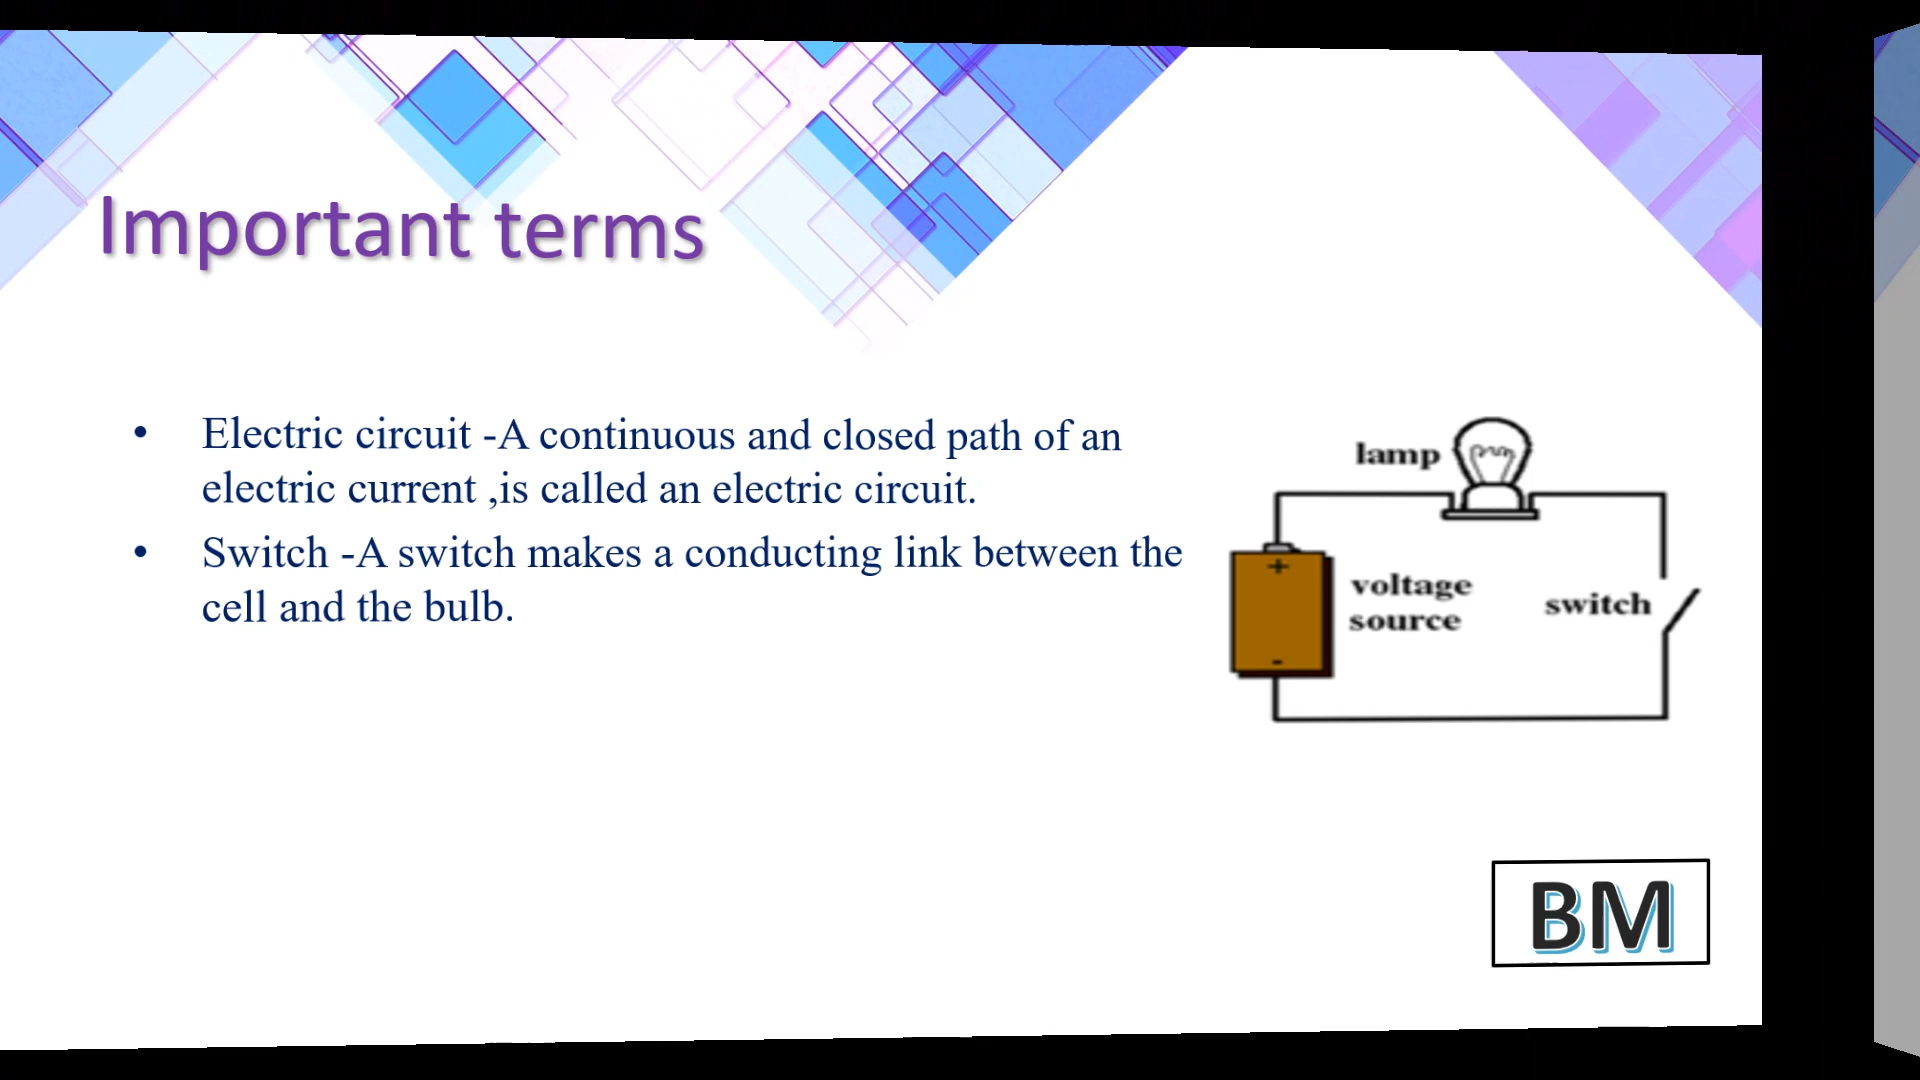 Important terms
• Electric circuit -A continuous and closed path of an
electric current ,is called an electric circuit.
• Switch -A switch makes a conducting link between the
cell and the bulb.
lamp
+
voltage
source
switch
-
BM